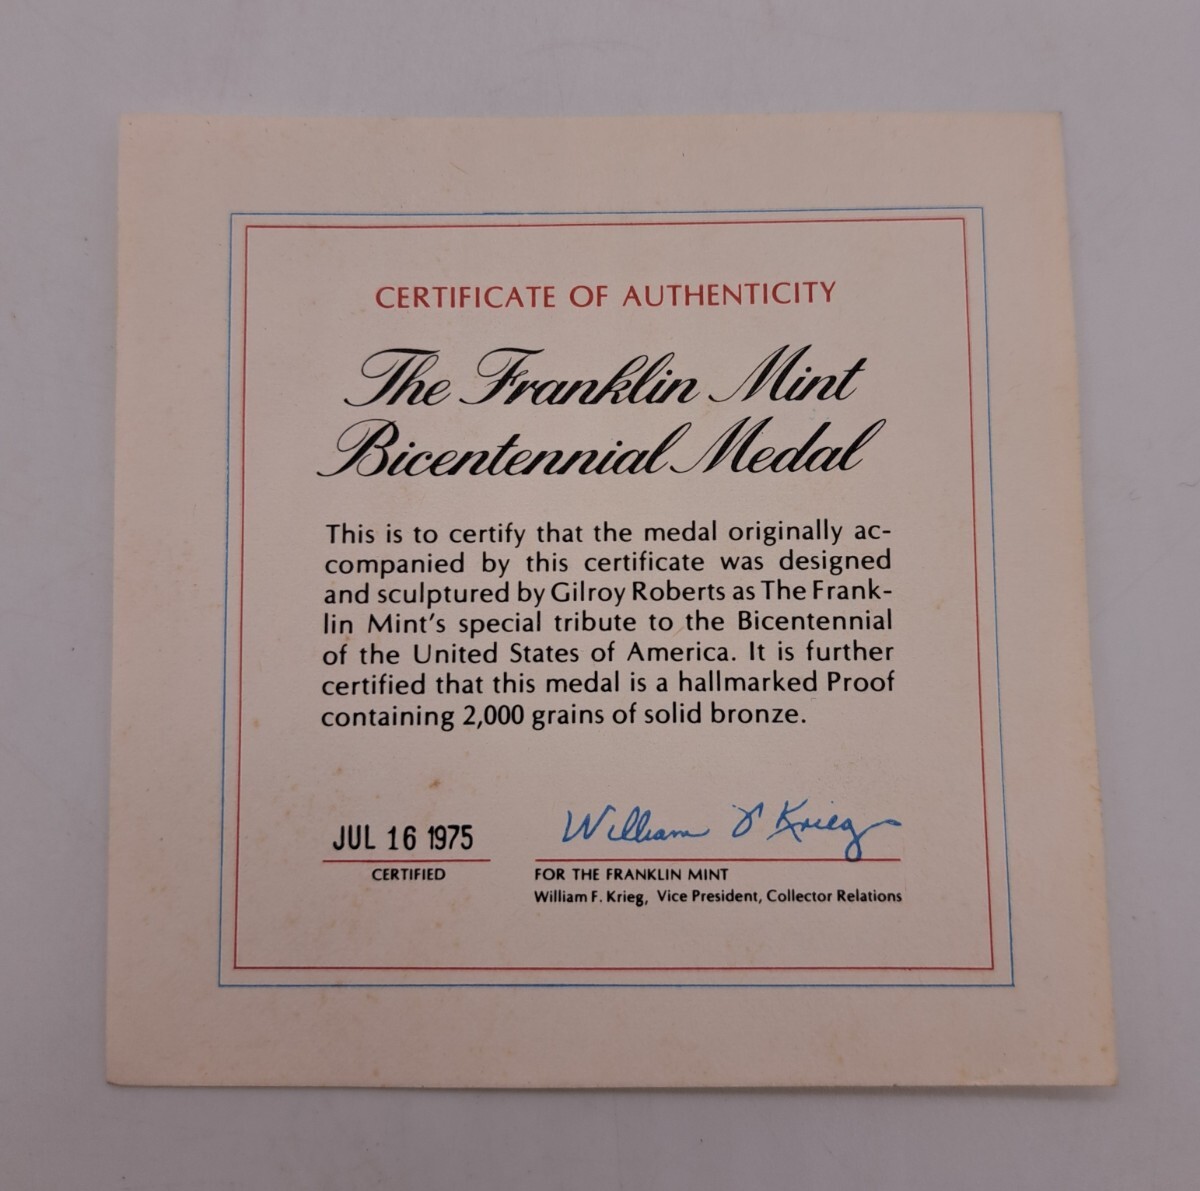 CERTIFICATE OF AUTHENTICITY
The Franklin Mint
Bicentennial Medal
This is to certify that the medal originally ac-
companied by this certificate was designed
and sculptured by Gilroy Roberts as The Frank-
lin Mint's special tribute to the Bicentennial
of the United States of America. It is further
certified that this medal is a hallmarked Proof
containing 2,000 grains of solid bronze.
JUL 16 1975
CERTIFIED
William F Krieg
FOR THE FRANKLIN MINT
William F. Krieg, Vice President, Collector Relations